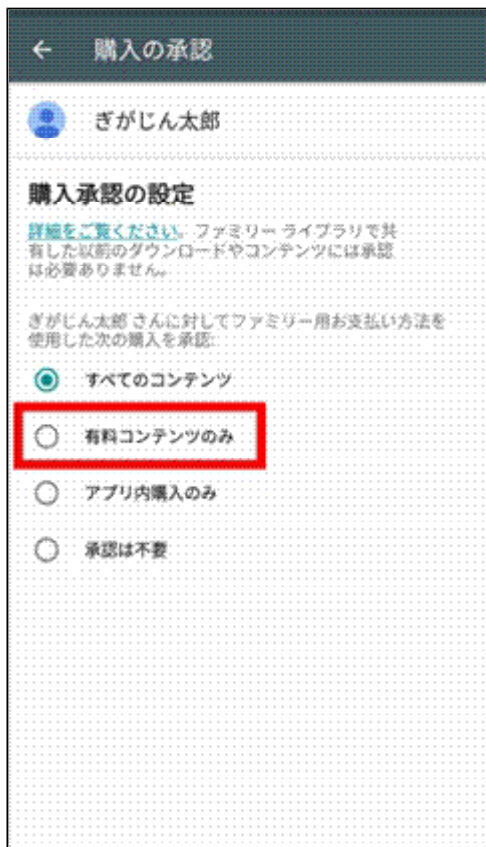 購入の承認
ぎがじん太郎
購入承認の設定
詳細をご覧ください。ファミリー ライブラリで共
有した以前のダウンロードやコンテンツには承認
は必要ありません。
ぎがじん太郎 さんに対してファミリー用お支払い方法を
使用した次の購入を承認:
すべてのコンテンツ
有料コンテンツのみ
アプリ内購入のみ
承認は不要